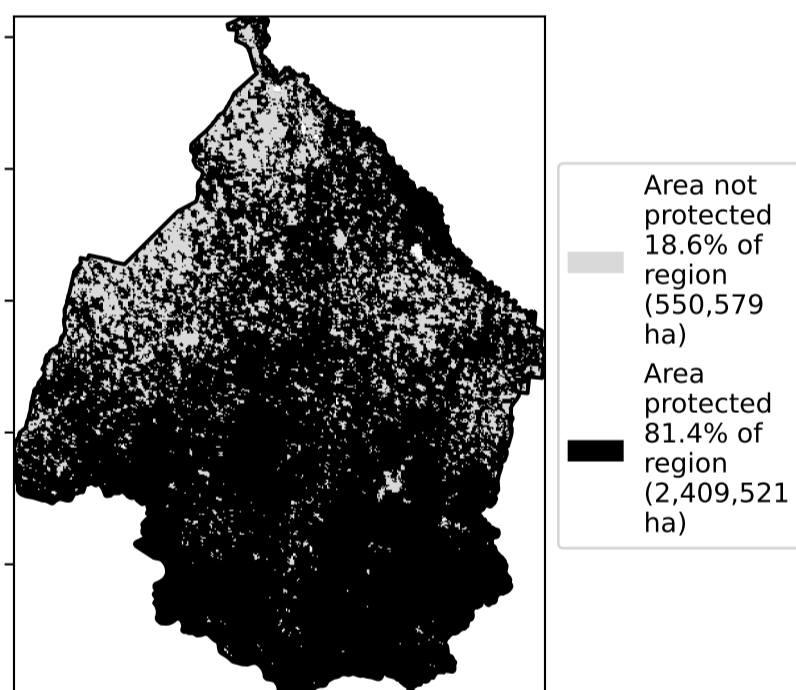 Area not
protected
18.6% of
region
(550,579
ha)
Area
protected
81.4% of
region
(2,409,521
ha)